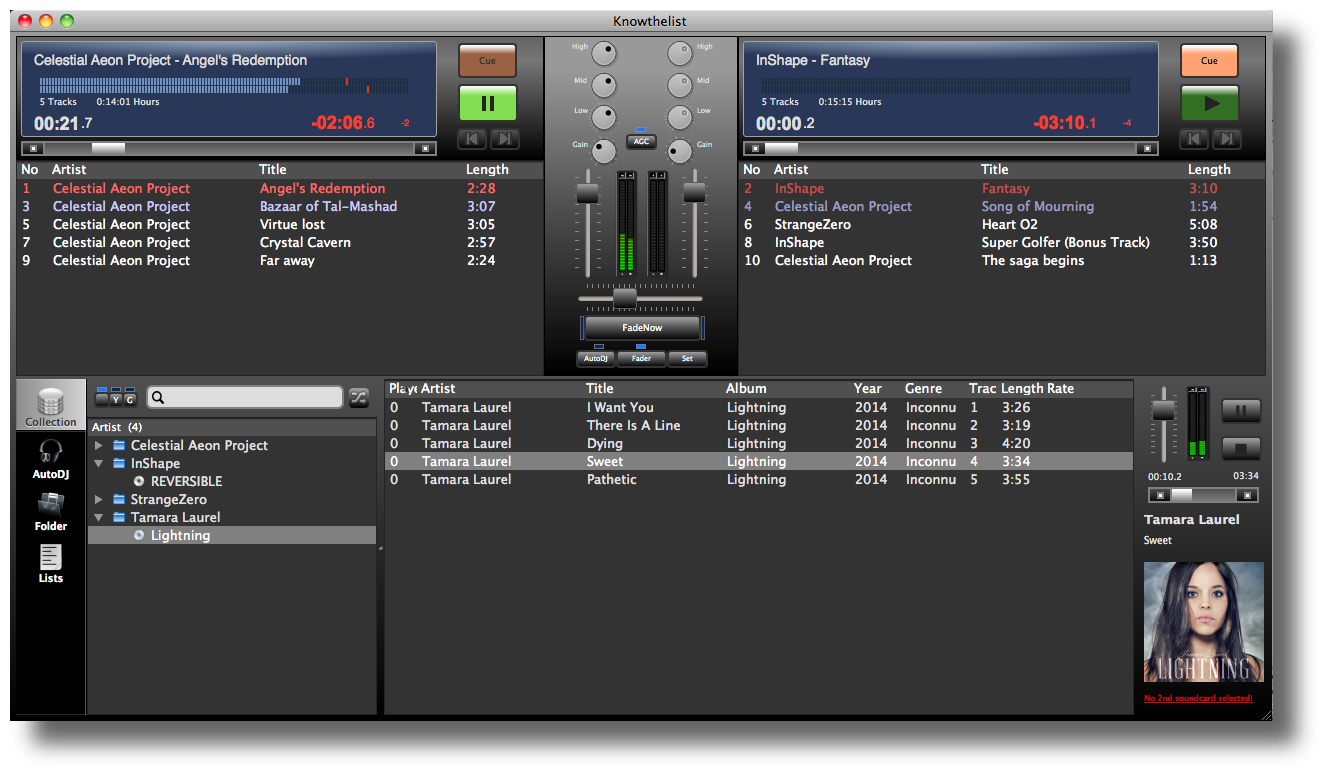 Knowthelist
Celestial Aeon Project - Angel's Redemption
5 Tracks 0:14:01 Hours
00:21.7 -02:06.6 -2
Cue
High High
Mid Mid
Low Low
Gain AGC Gain
InShape - Fantasy
5 Tracks 0:15:15 Hours
00:00.2 -03:10.1 -4
Cue
No Artist Title Length
1 Celestial Aeon Project Angel's Redemption 2:28
3 Celestial Aeon Project Bazaar of Tal-Mashad 3:07
5 Celestial Aeon Project Virtue lost 3:05
7 Celestial Aeon Project Crystal Cavern 2:57
9 Celestial Aeon Project Far away 2:24
No Artist Title Length
2 InShape Fantasy 3:10
4 Celestial Aeon Project Song of Mourning 1:54
6 StrangeZero Heart O2 5:08
8 InShape Super Golfer (Bonus Track) 3:50
10 Celestial Aeon Project The saga begins 1:13
FadeNow
AutoDJ Fader Set
Collection
AutoDJ
Folder
Lists
Y G
Artist (4)
Celestial Aeon Project
InShape
REVERSIBLE
StrangeZero
Tamara Laurel
Lightning
Playe Artist Title Album Year Genre Trac Length Rate
0 Tamara Laurel I Want You Lightning 2014 Inconnu 1 3:26
0 Tamara Laurel There Is A Line Lightning 2014 Inconnu 2 3:19
0 Tamara Laurel Dying Lightning 2014 Inconnu 3 4:20
0 Tamara Laurel Sweet Lightning 2014 Inconnu 4 3:34
0 Tamara Laurel Pathetic Lightning 2014 Inconnu 5 3:55
00:10.2 03:34
Tamara Laurel
Sweet
Tamara Laurel
LIGHTNING
No 2nd soundcard selected!